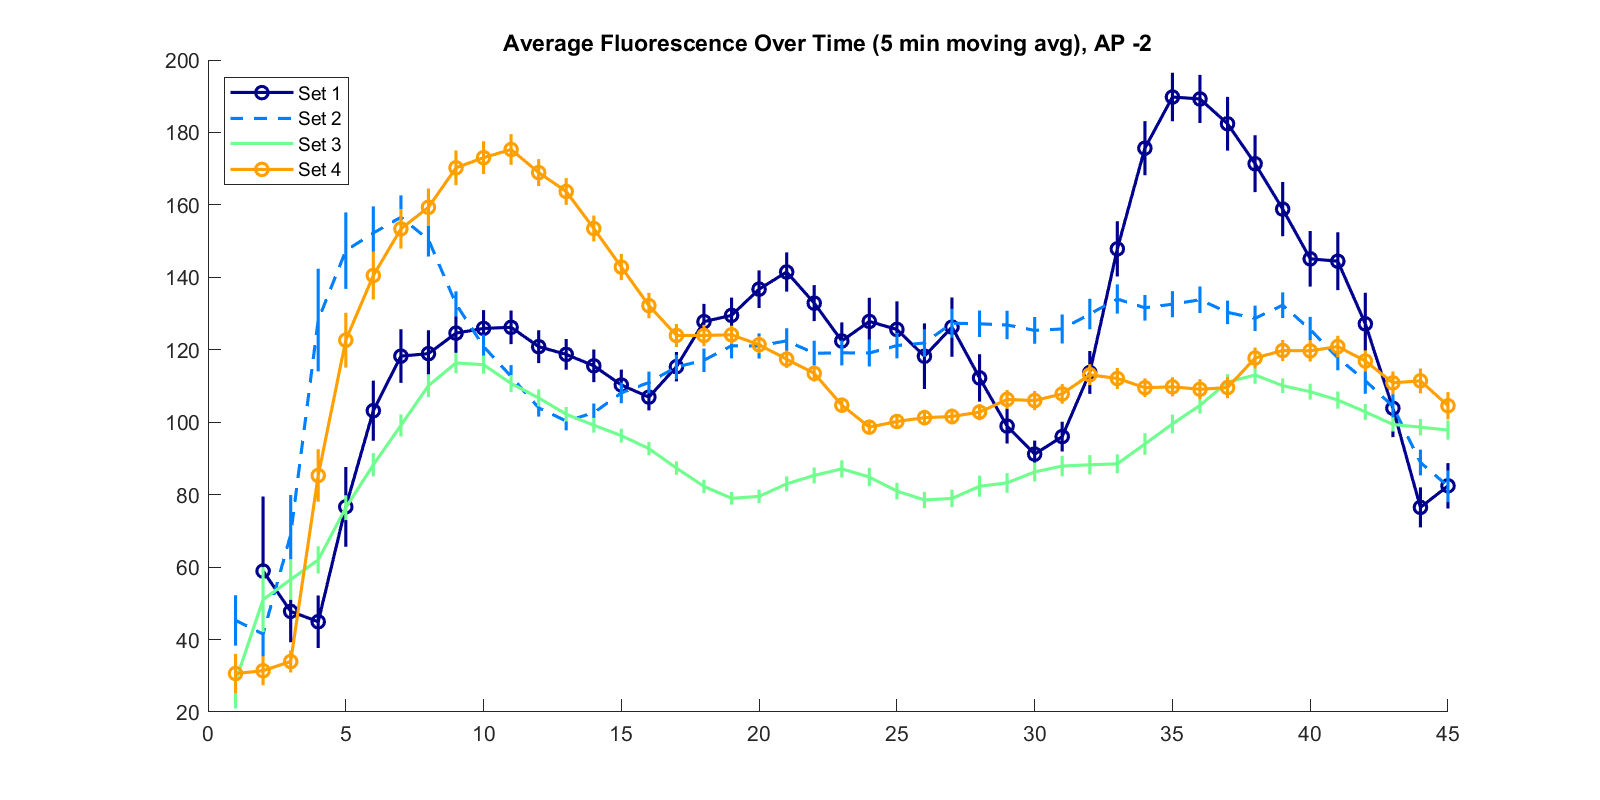 Average Fluorescence Over Time (5 min moving avg), AP -2
200
180
160
140
120
100
80
60
40
20
Set 1
Set 2
Set 3
Set 4
0 5 10 15 20 25 30 35 40 45